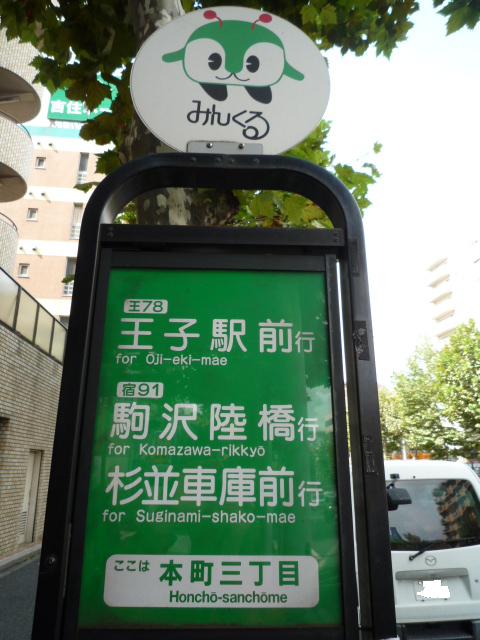 みんくる
王78
王子駅前行
for Ōji-eki-mae
宿91
駒沢陸橋行
for Komazawa-rikkyō
杉並車庫前行
for Suginami-shako-mae
ここは 本町三丁目
Honchō-sanchōme